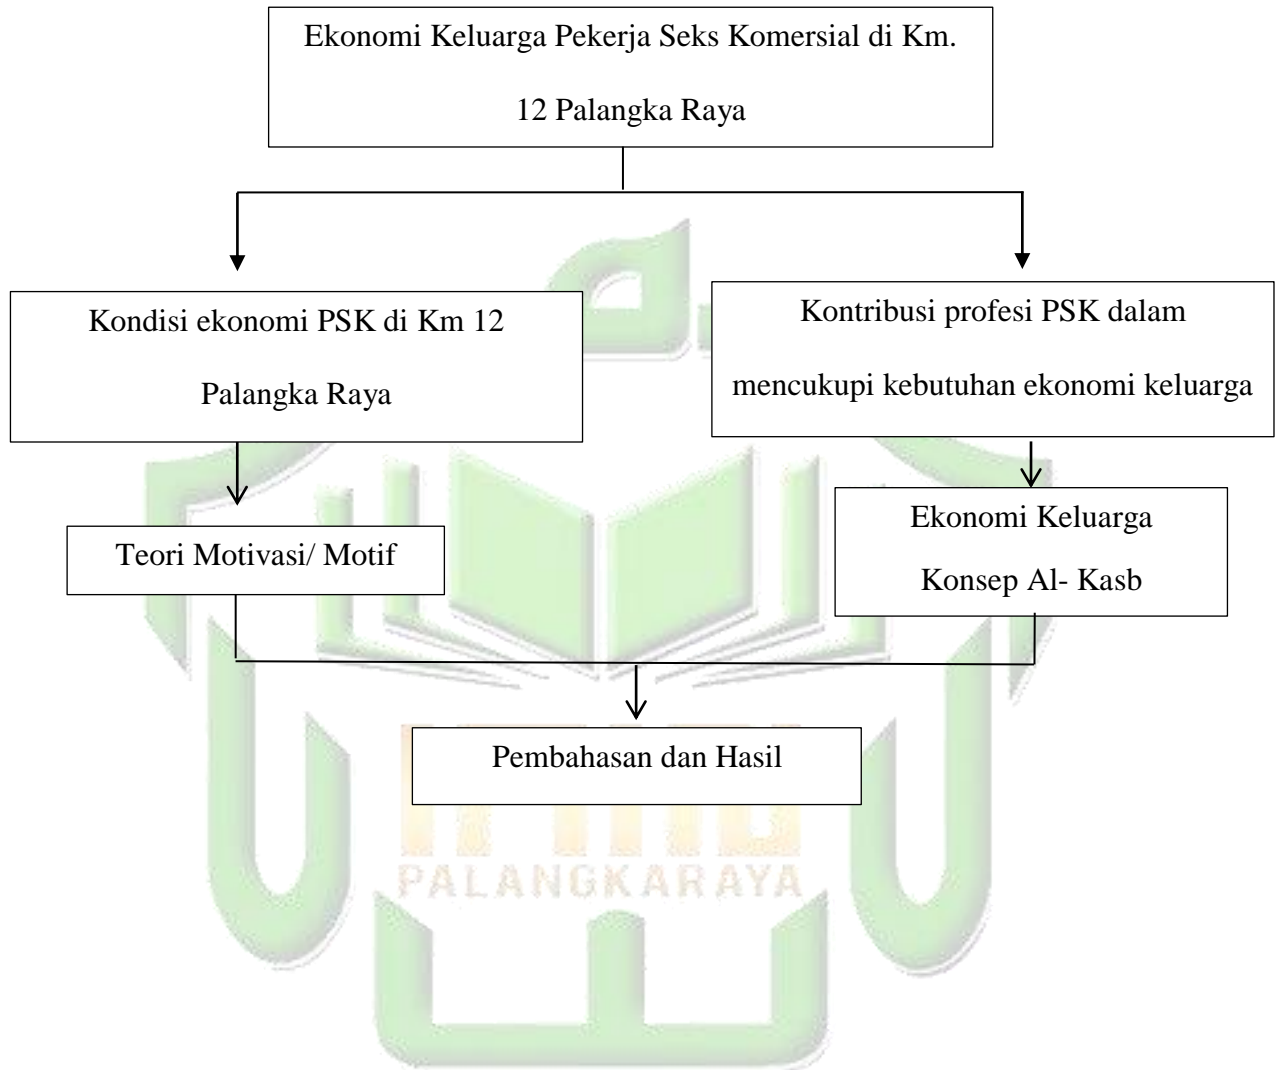 Ekonomi Keluarga Pekerja Seks Komersial di Km.
12 Palangka Raya
Kondisi ekonomi PSK di Km 12
Palangka Raya
Kontribusi profesi PSK dalam
mencukupi kebutuhan ekonomi keluarga
Teori Motivasi/ Motif
Ekonomi Keluarga
Konsep Al- Kasb
Pembahasan dan Hasil
PALANGKARAYA